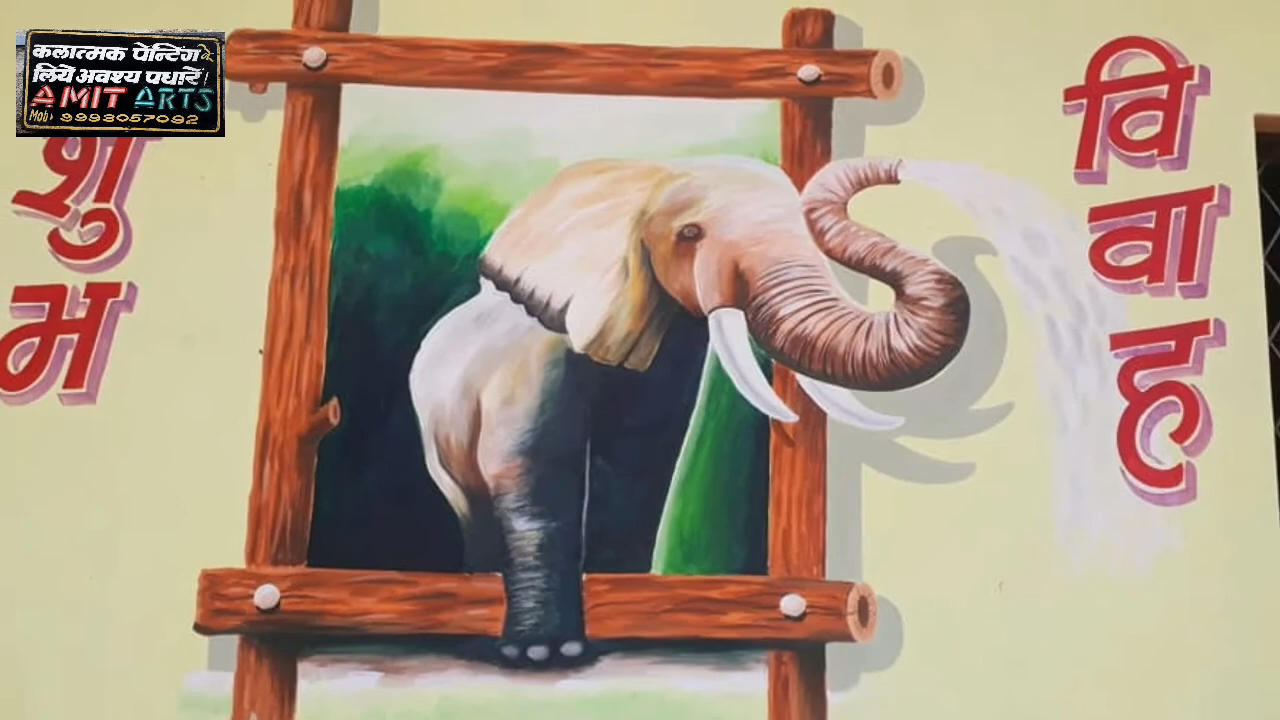 कलात्मक पेन्टिंग के
लिये अवश्य पधारें।
AMIT ARTS
Mob: 9993057092
शुभ
विवाह